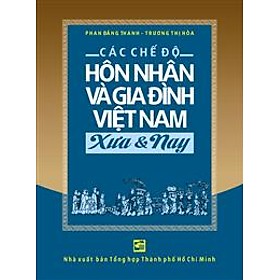 PHAN ĐĂNG THANH - TRƯƠNG THỊ HÒA
CÁC CHẾ ĐỘ
HÔN NHÂN
VÀ GIA ĐÌNH
VIỆT NAM
Xưa & Nay
Nhà xuất bản Tổng hợp Thành phố Hồ Chí Minh